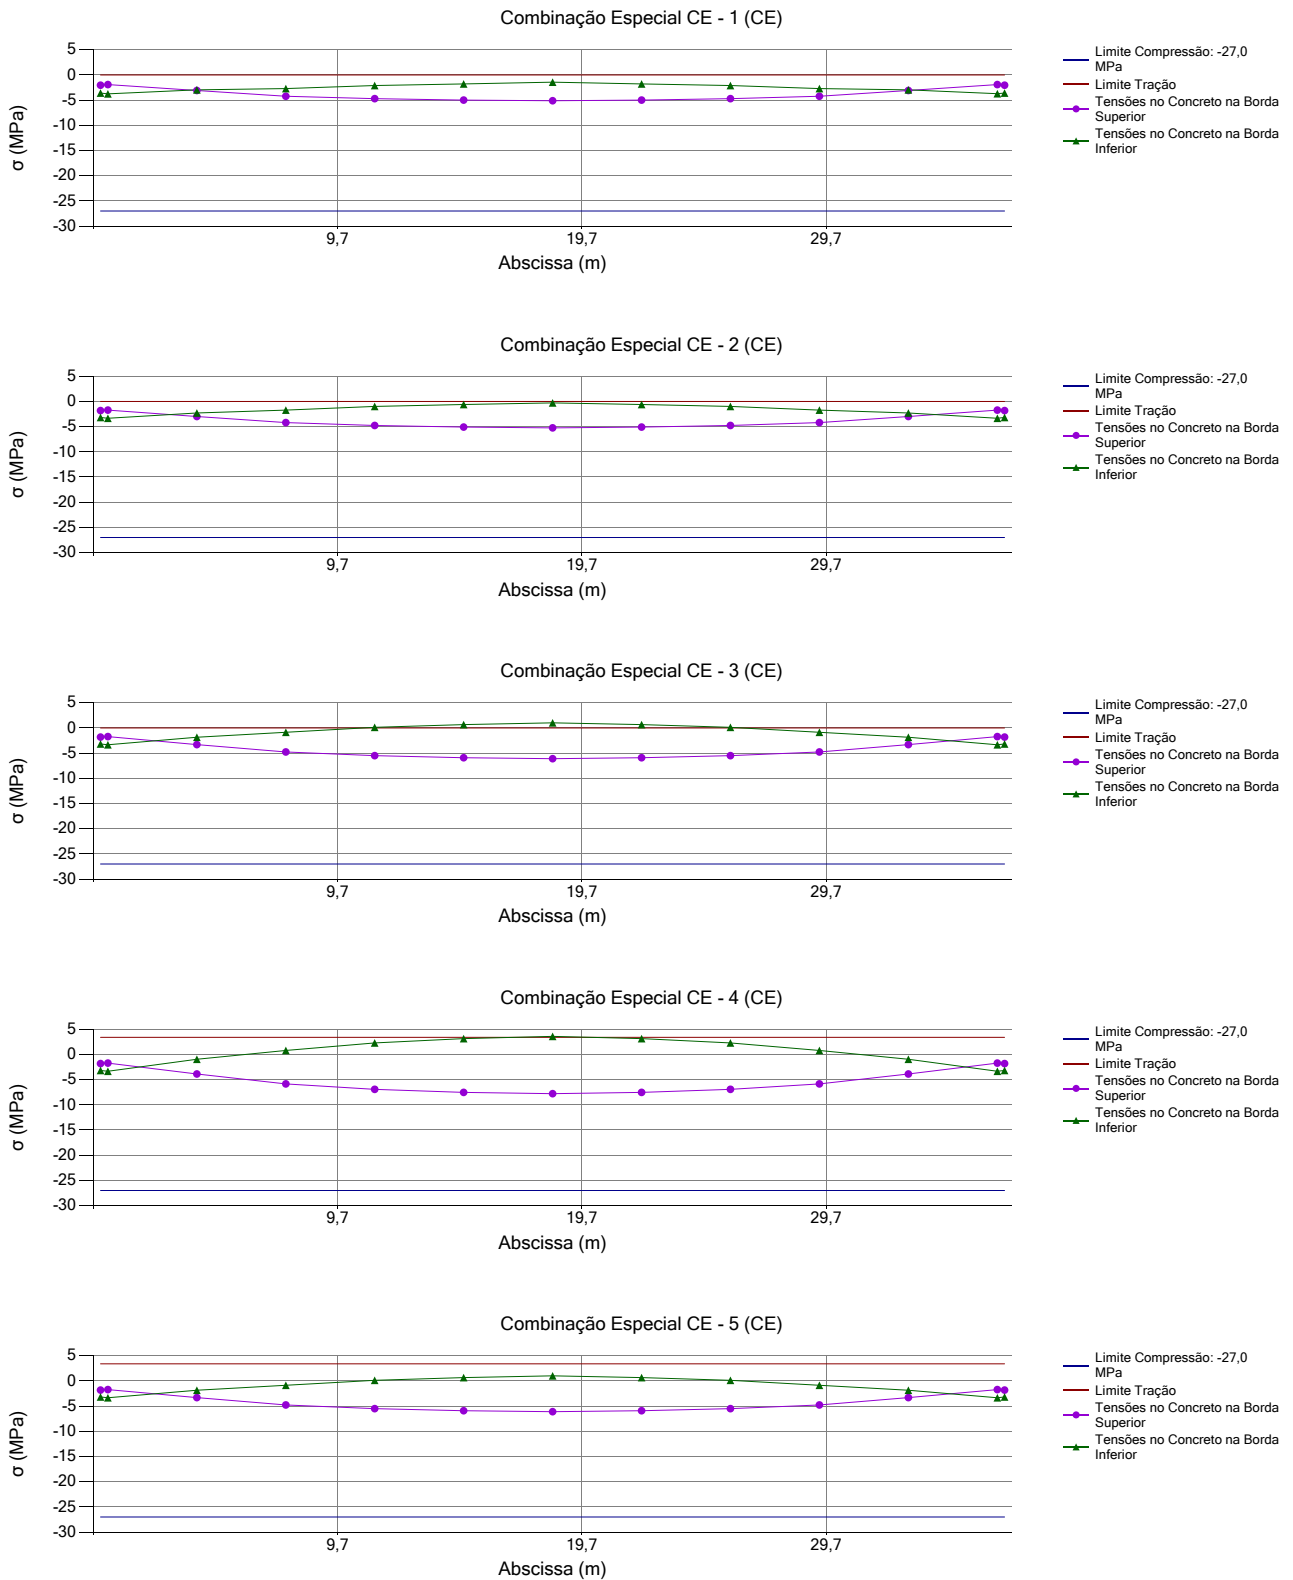 Combinação Especial CE - 1 (CE)
5
0
-5
-10
-15
-20
-25
-30
σ (MPa)
9,7
19,7
29,7
Abscissa (m)
Limite Compressão: -27,0
MPa
Limite Tração
Tensões no Concreto na Borda
Superior
Tensões no Concreto na Borda
Inferior
Combinação Especial CE - 2 (CE)
5
0
-5
-10
-15
-20
-25
-30
σ (MPa)
9,7
19,7
29,7
Abscissa (m)
Limite Compressão: -27,0
MPa
Limite Tração
Tensões no Concreto na Borda
Superior
Tensões no Concreto na Borda
Inferior
Combinação Especial CE - 3 (CE)
5
0
-5
-10
-15
-20
-25
-30
σ (MPa)
9,7
19,7
29,7
Abscissa (m)
Limite Compressão: -27,0
MPa
Limite Tração
Tensões no Concreto na Borda
Superior
Tensões no Concreto na Borda
Inferior
Combinação Especial CE - 4 (CE)
5
0
-5
-10
-15
-20
-25
-30
σ (MPa)
9,7
19,7
29,7
Abscissa (m)
Limite Compressão: -27,0
MPa
Limite Tração
Tensões no Concreto na Borda
Superior
Tensões no Concreto na Borda
Inferior
Combinação Especial CE - 5 (CE)
5
0
-5
-10
-15
-20
-25
-30
σ (MPa)
9,7
19,7
29,7
Abscissa (m)
Limite Compressão: -27,0
MPa
Limite Tração
Tensões no Concreto na Borda
Superior
Tensões no Concreto na Borda
Inferior